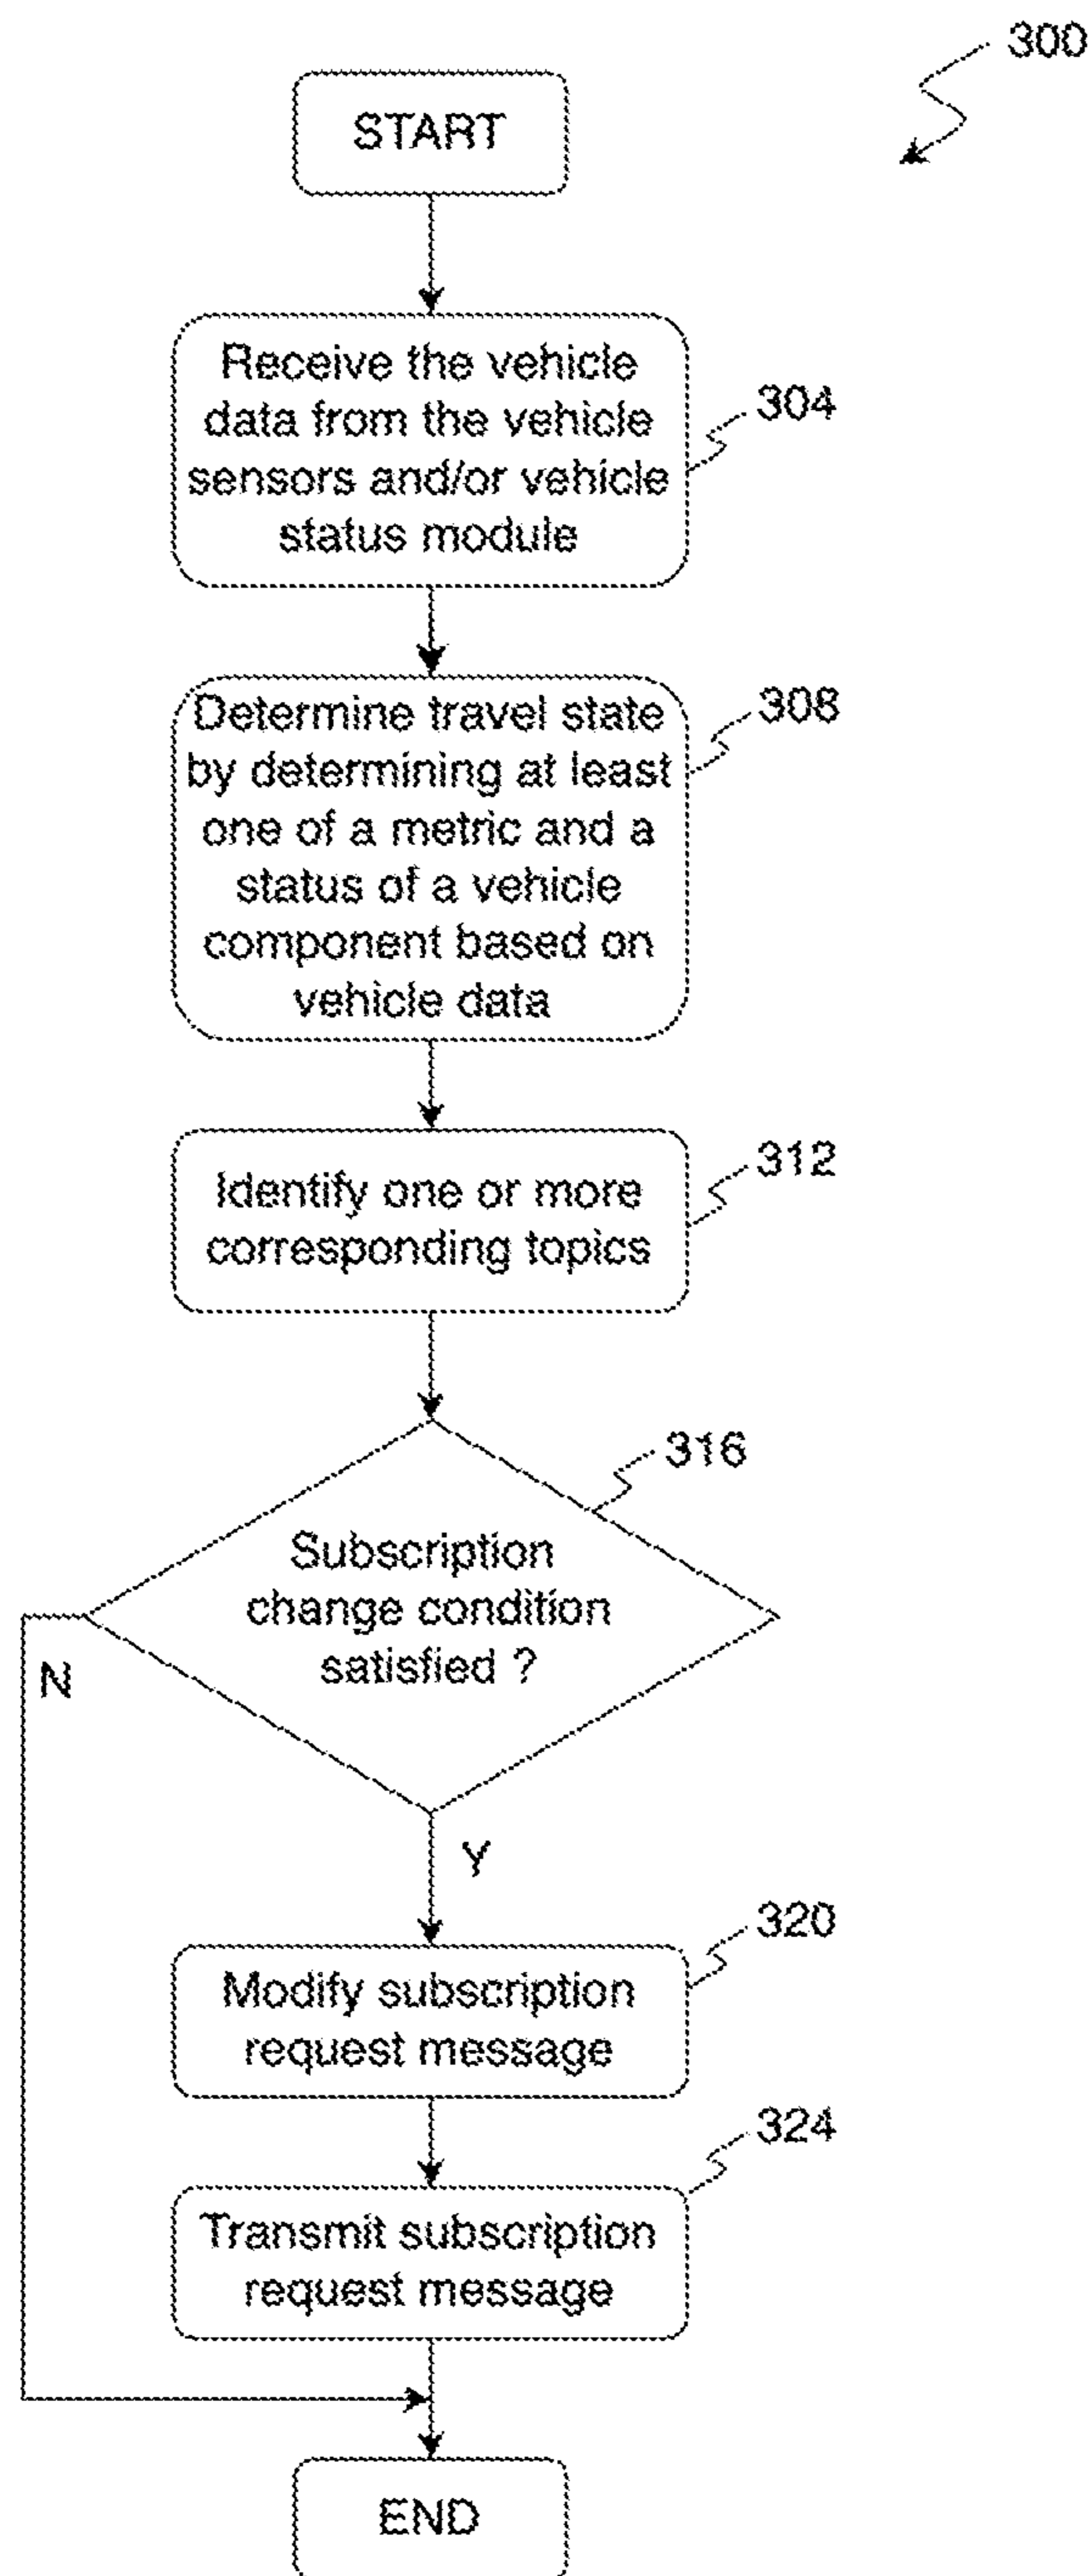 300
START
Receive the vehicle
data from the vehicle
sensors and/or vehicle
status module
304
Determine travel state
by determining at least
one of a metric and a
status of a vehicle
component based on
vehicle data
308
Identify one or more
corresponding topics
312
316
Subscription
change condition
satisfied ?
N
Y
Modify subscription
request message
320
Transmit subscription
request message
324
END